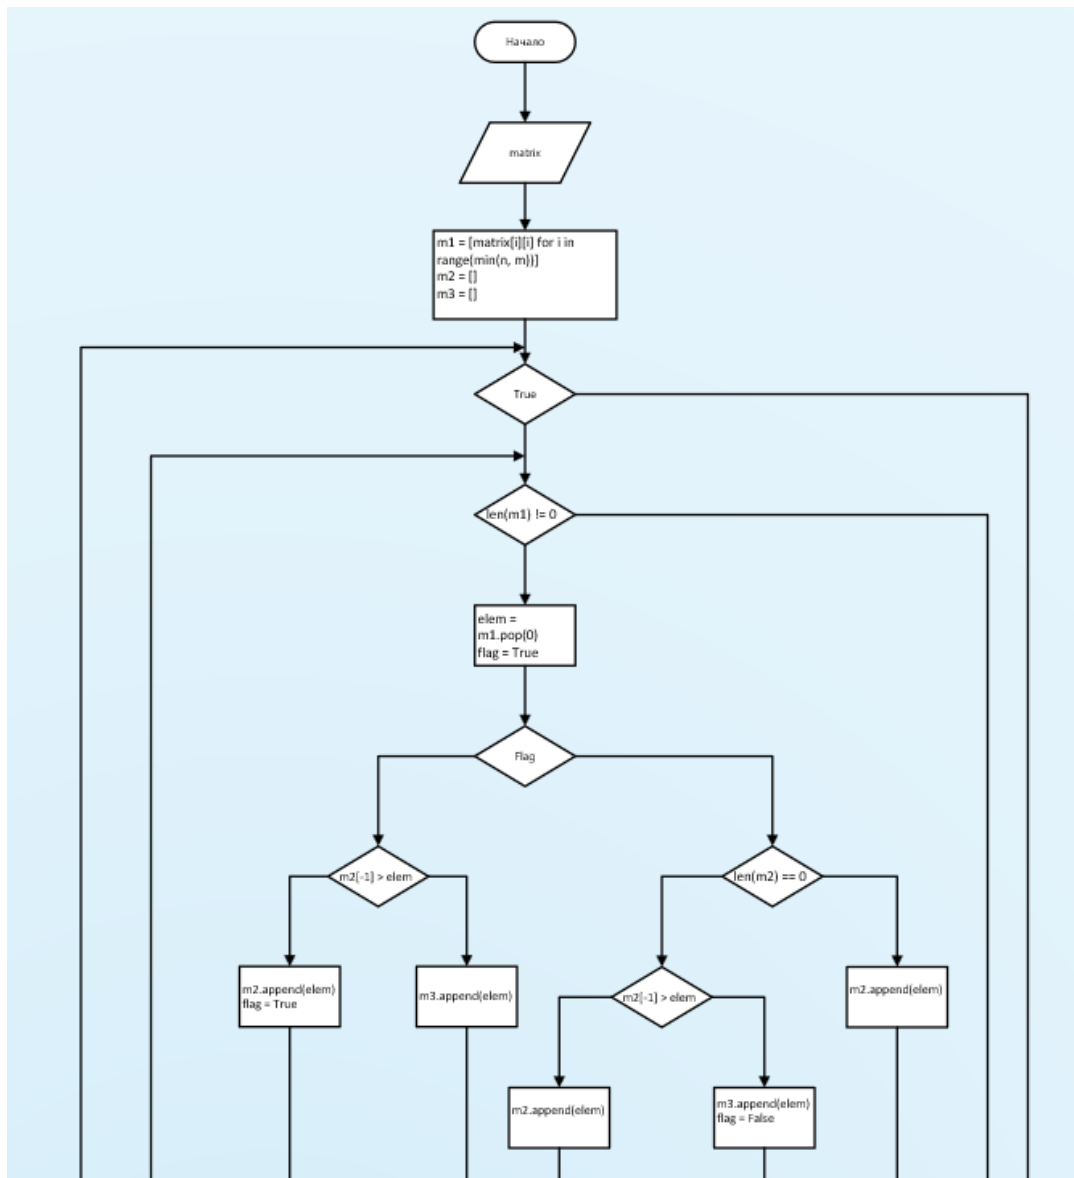 Начало
matrix
m1 = [matrix[i][i] for i in
range(min(n, m))]
m2 = []
m3 = []
True
len(m1) != 0
elem =
m1.pop(0)
flag = True
Flag
m2[-1] > elem
len(m2) == 0
m2.append(elem)
flag = True
m3.append(elem)
m2[-1] > elem
m2.append(elem)
m2.append(elem)
m3.append(elem)
flag = False